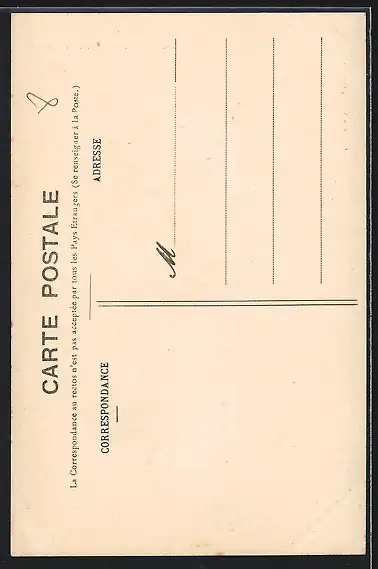 CARTE POSTALE
La Correspondance au rectos n'est pas acceptée par tous les Pays Etrangers (Se renseigner à la Poste.)
CORRESPONDANCE
ADRESSE
M
8